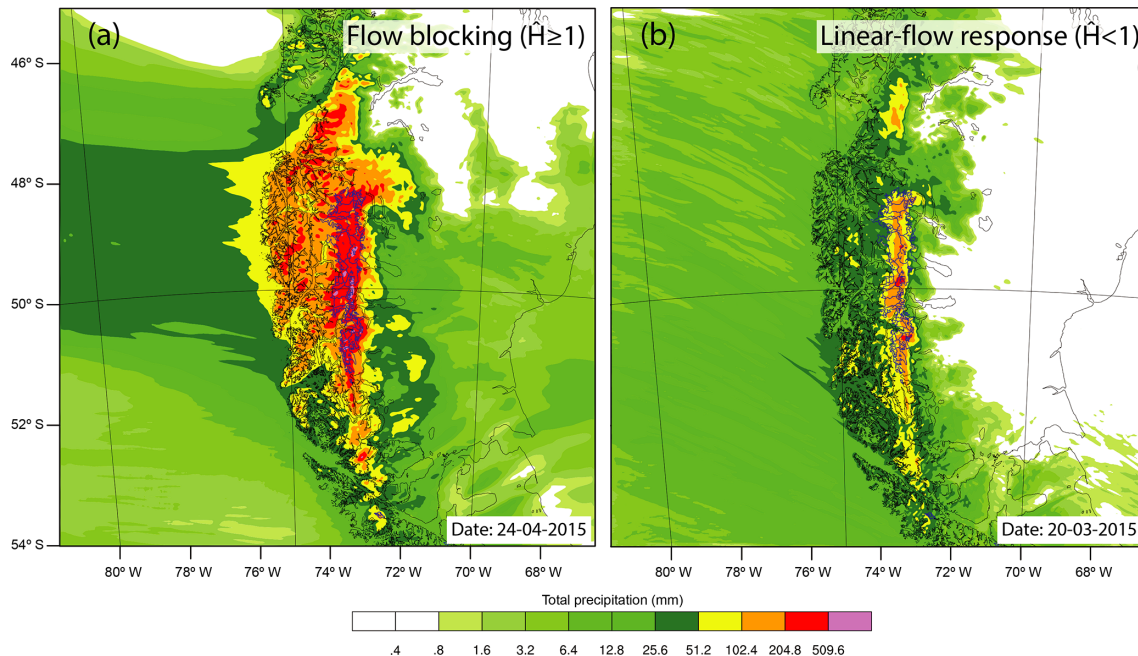 (a) Flow blocking (Ĥ≥1)
(b) Linear-flow response (Ĥ<1)
46° S
48° S
50° S
52° S
54° S
Date: 24-04-2015
Date: 20-03-2015
80° W 78° W 76° W 74° W 72° W 70° W 68° W
80° W 78° W 76° W 74° W 72° W 70° W 68° W
Total precipitation (mm)
.4 .8 1.6 3.2 6.4 12.8 25.6 51.2 102.4 204.8 509.6